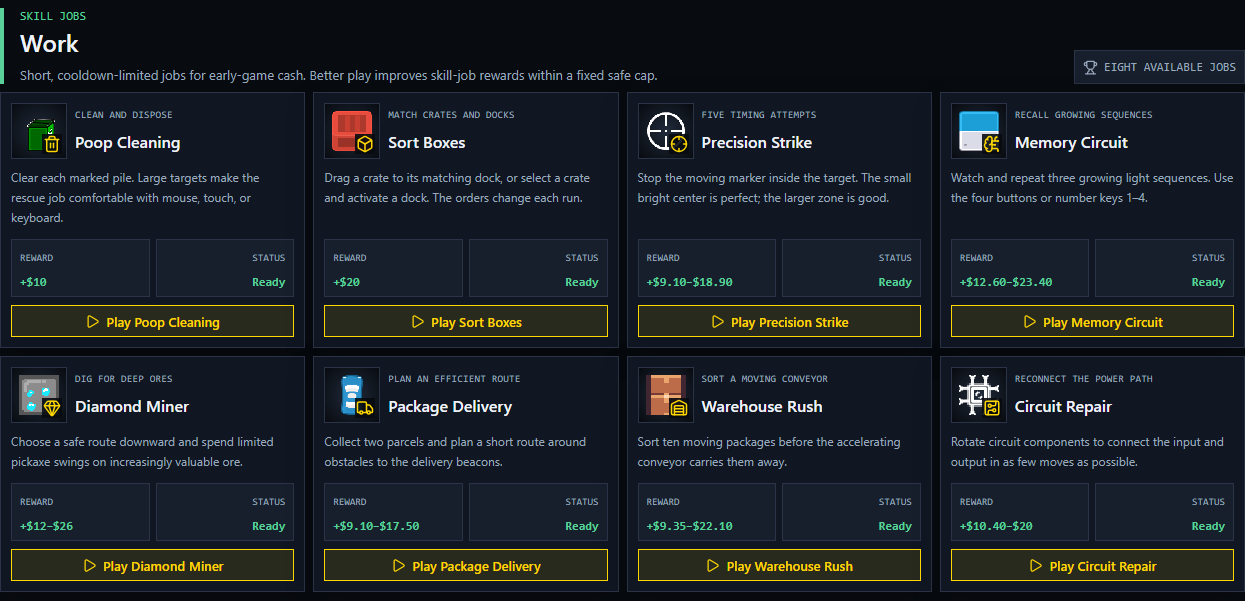 SKILL JOBS
Work
Short, cooldown-limited jobs for early-game cash. Better play improves skill-job rewards within a fixed safe cap.
EIGHT AVAILABLE JOBS
CLEAN AND DISPOSE
Poop Cleaning
Clear each marked pile. Large targets make the
rescue job comfortable with mouse, touch, or
keyboard.
REWARD
+$10
STATUS
Ready
Play Poop Cleaning
MATCH CRATES AND DOCKS
Sort Boxes
Drag a crate to its matching dock, or select a crate
and activate a dock. The orders change each run.
REWARD
+$20
STATUS
Ready
Play Sort Boxes
FIVE TIMING ATTEMPTS
Precision Strike
Stop the moving marker inside the target. The small
bright center is perfect; the larger zone is good.
REWARD
+$9.10–$18.90
STATUS
Ready
Play Precision Strike
RECALL GROWING SEQUENCES
Memory Circuit
Watch and repeat three growing light sequences. Use
the four buttons or number keys 1–4.
REWARD
+$12.60–$23.40
STATUS
Ready
Play Memory Circuit
DIG FOR DEEP ORES
Diamond Miner
Choose a safe route downward and spend limited
pickaxe swings on increasingly valuable ore.
REWARD
+$12–$26
STATUS
Ready
Play Diamond Miner
PLAN AN EFFICIENT ROUTE
Package Delivery
Collect two parcels and plan a short route around
obstacles to the delivery beacons.
REWARD
+$9.10–$17.50
STATUS
Ready
Play Package Delivery
SORT A MOVING CONVEYOR
Warehouse Rush
Sort ten moving packages before the accelerating
conveyor carries them away.
REWARD
+$9.35–$22.10
STATUS
Ready
Play Warehouse Rush
RECONNECT THE POWER PATH
Circuit Repair
Rotate circuit components to connect the input and
output in as few moves as possible.
REWARD
+$10.40–$20
STATUS
Ready
Play Circuit Repair